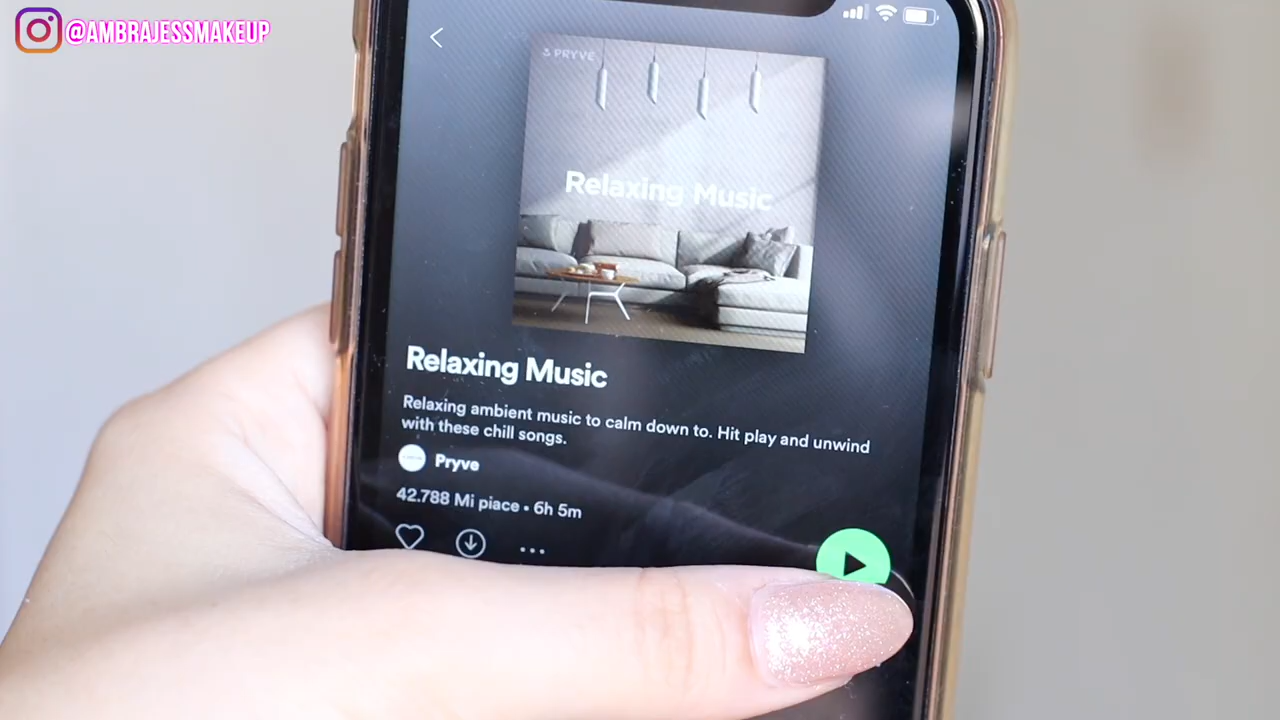 @AMBRAJESSMAKEUP
PRYVE
Relaxing Music
Relaxing Music
Relaxing ambient music to calm down to. Hit play and unwind
with these chill songs.
Pryve
42.788 Mi piace • 6h 5m